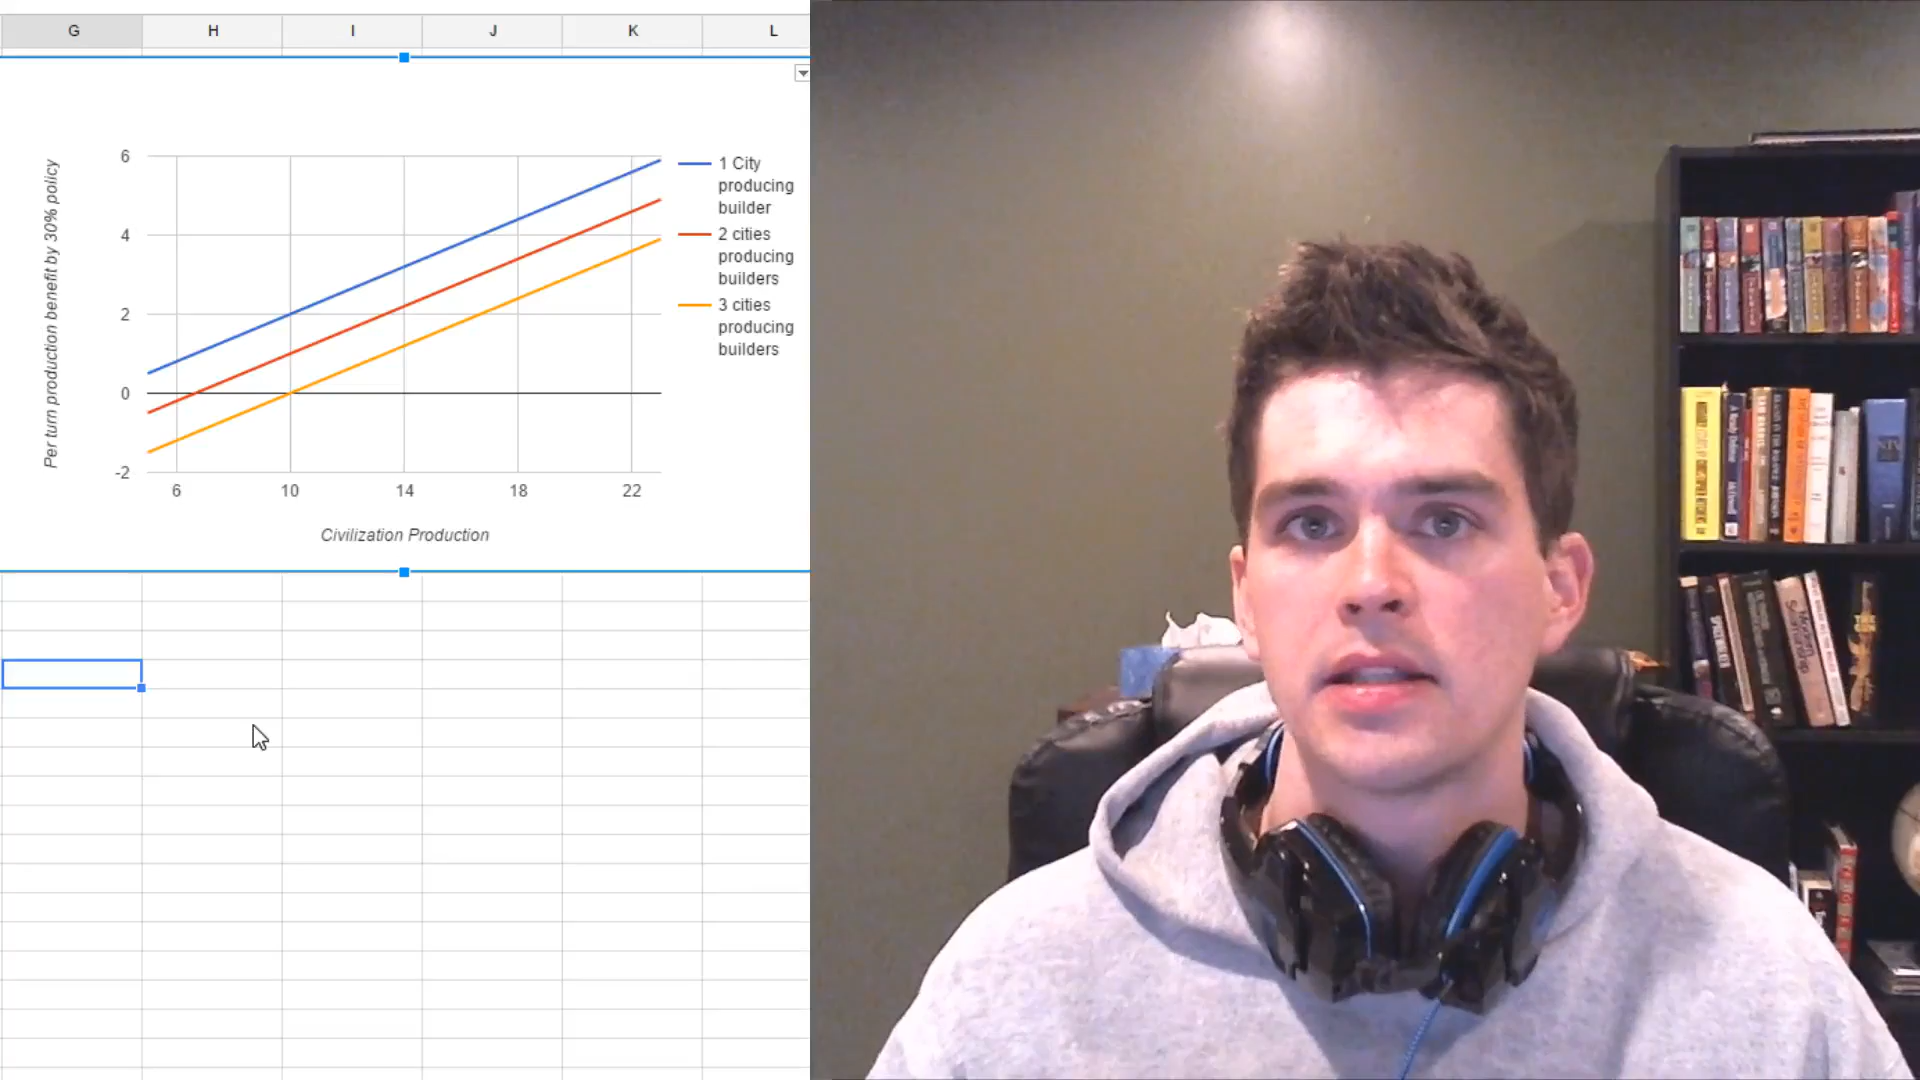 G H I J K L
Per turn production benefit by 30% policy
6
4
2
0
-2
6 10 14 18 22
Civilization Production
1 City
producing
builder
2 cities
producing
builders
3 cities
producing
builders